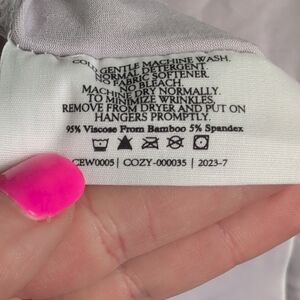 COLD GENTLE MACHINE WASH.
NORMAL DETERGENT.
NO FABRIC SOFTENER.
NO BLEACH.
MACHINE DRY NORMALLY.
TO MINIMIZE WRINKLES,
REMOVE FROM DRYER AND PUT ON
HANGERS PROMPTLY.
95% Viscose From Bamboo 5% Spandex
CEW0005 | COZY-000035 | 2023-7